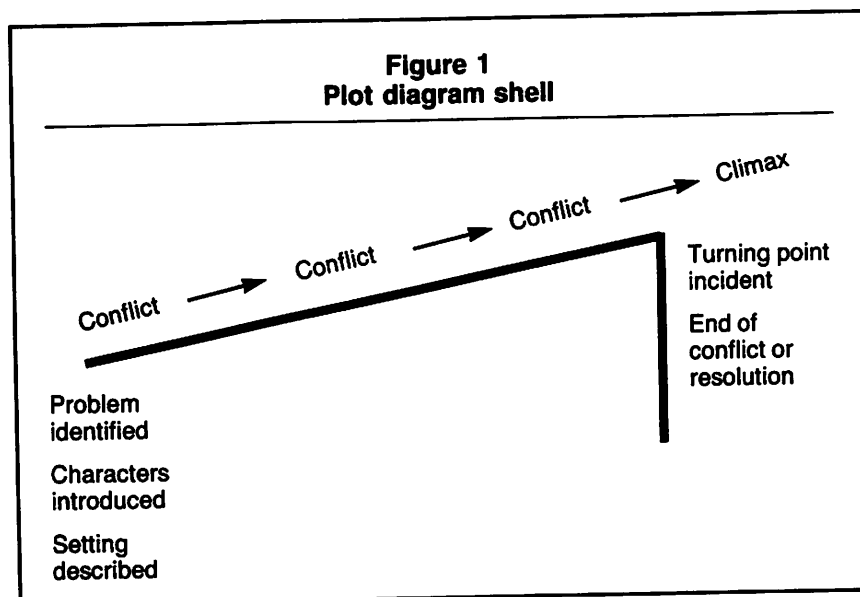 Figure 1
Plot diagram shell
Conflict
Conflict
Conflict
Climax
Problem
identified
Characters
introduced
Setting
described
Turning point
incident
End of
conflict or
resolution